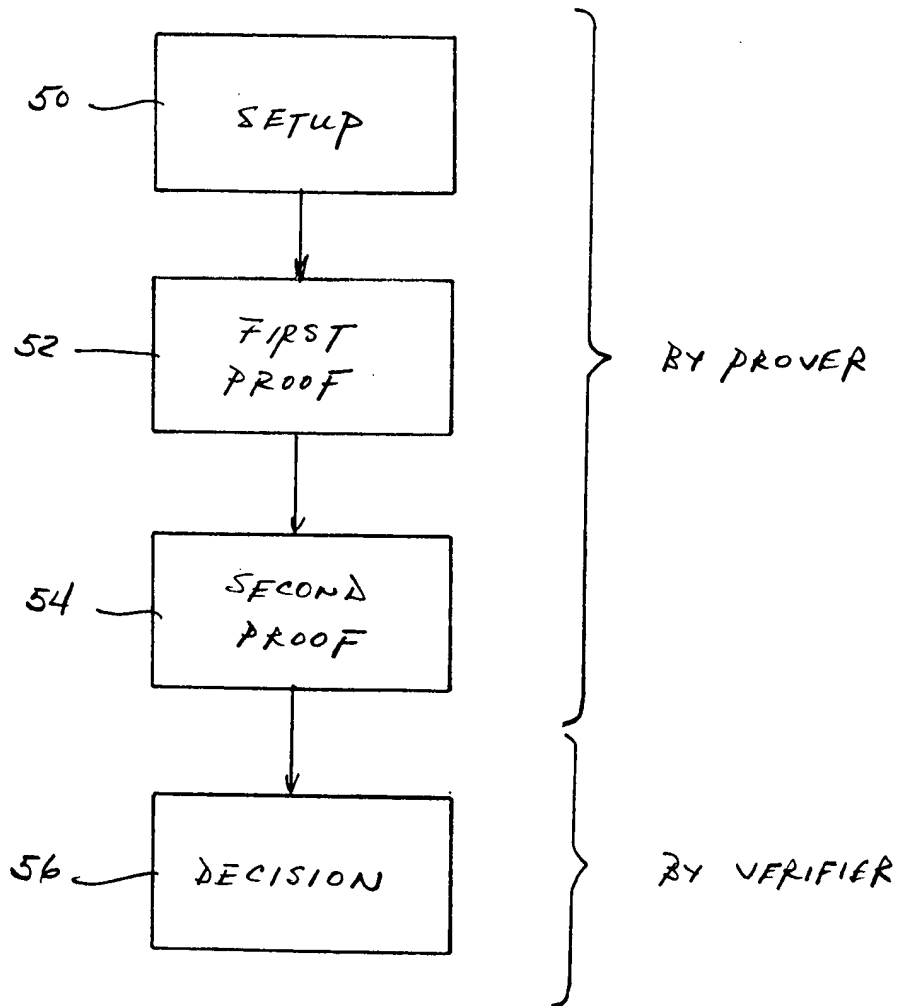 50
SETUP
52
FIRST
PROOF
BY PROVER
54
SECOND
PROOF
56
DECISION
BY VERIFIER